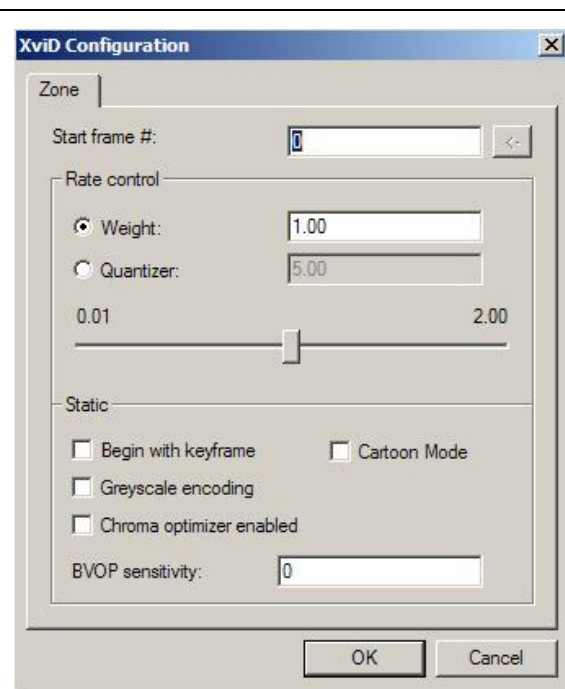 XviD Configuration
Zone
Start frame #: 0 <-
Rate control
Weight: 1.00
Quantizer: 5.00
0.01 2.00
Static
Begin with keyframe Cartoon Mode
Greyscale encoding
Chroma optimizer enabled
BVOP sensitivity: 0
OK Cancel